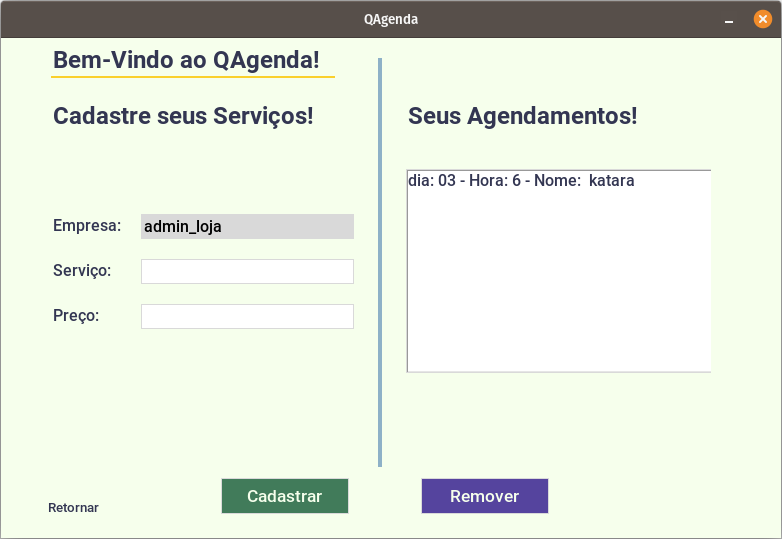 QAgenda
Bem-Vindo ao QAgenda!
Cadastre seus Serviços!
Empresa: admin_loja
Serviço:
Preço:
Seus Agendamentos!
dia: 03 - Hora: 6 - Nome:  katara
Retornar
Cadastrar
Remover